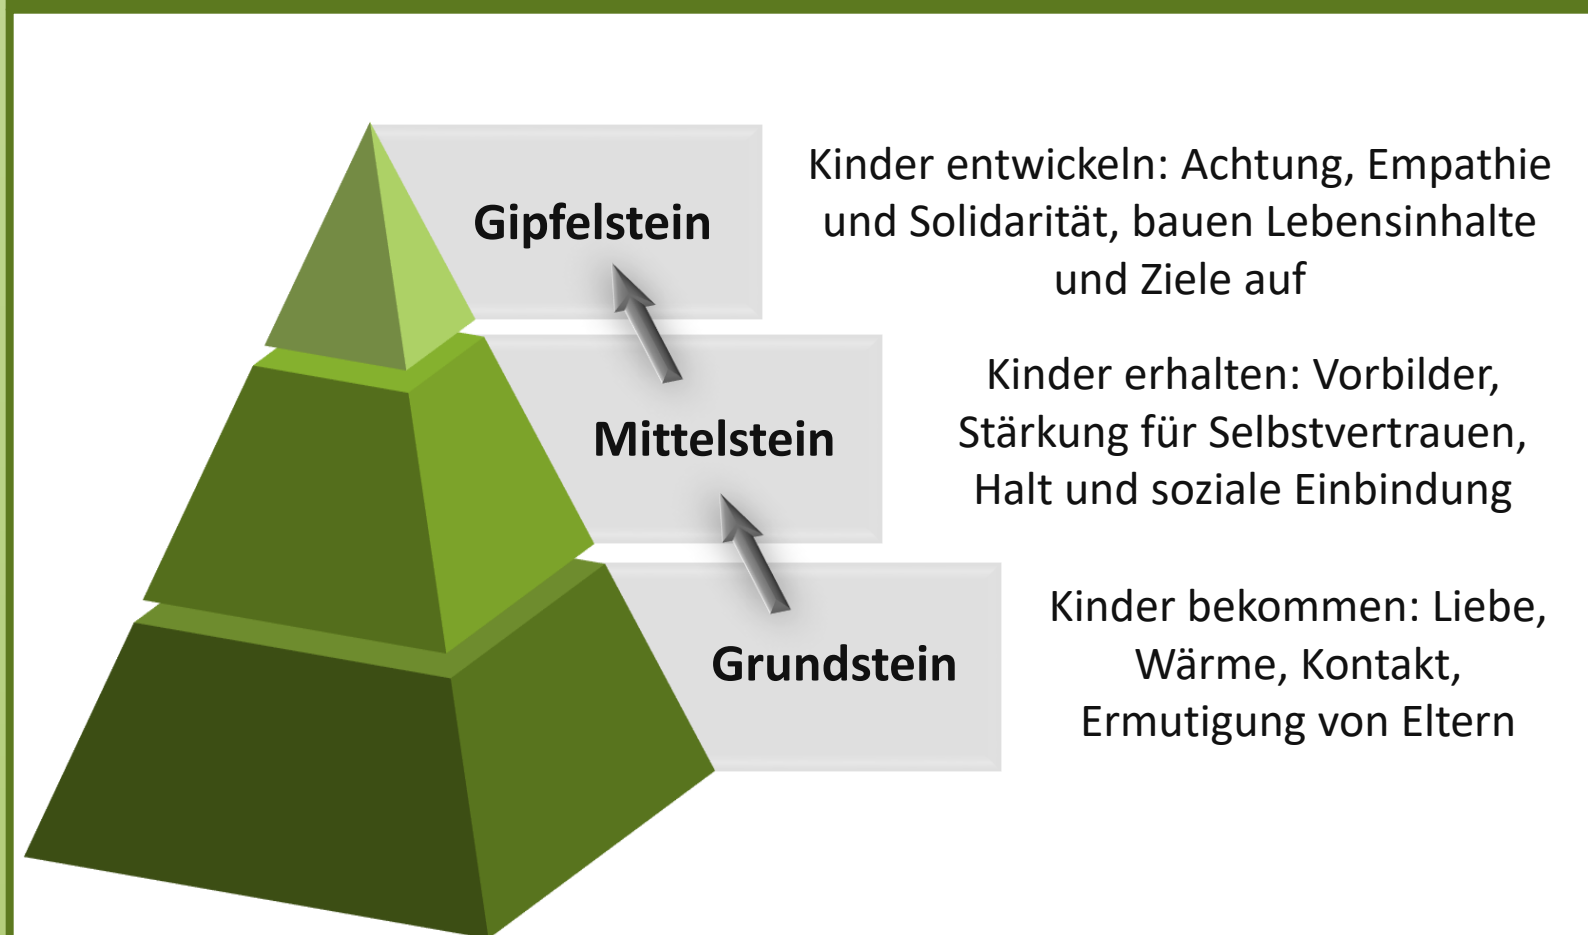 Gipfelstein
Kinder entwickeln: Achtung, Empathie
und Solidarität, bauen Lebensinhalte
und Ziele auf
Mittelstein
Kinder erhalten: Vorbilder,
Stärkung für Selbstvertrauen,
Halt und soziale Einbindung
Grundstein
Kinder bekommen: Liebe,
Wärme, Kontakt,
Ermutigung von Eltern